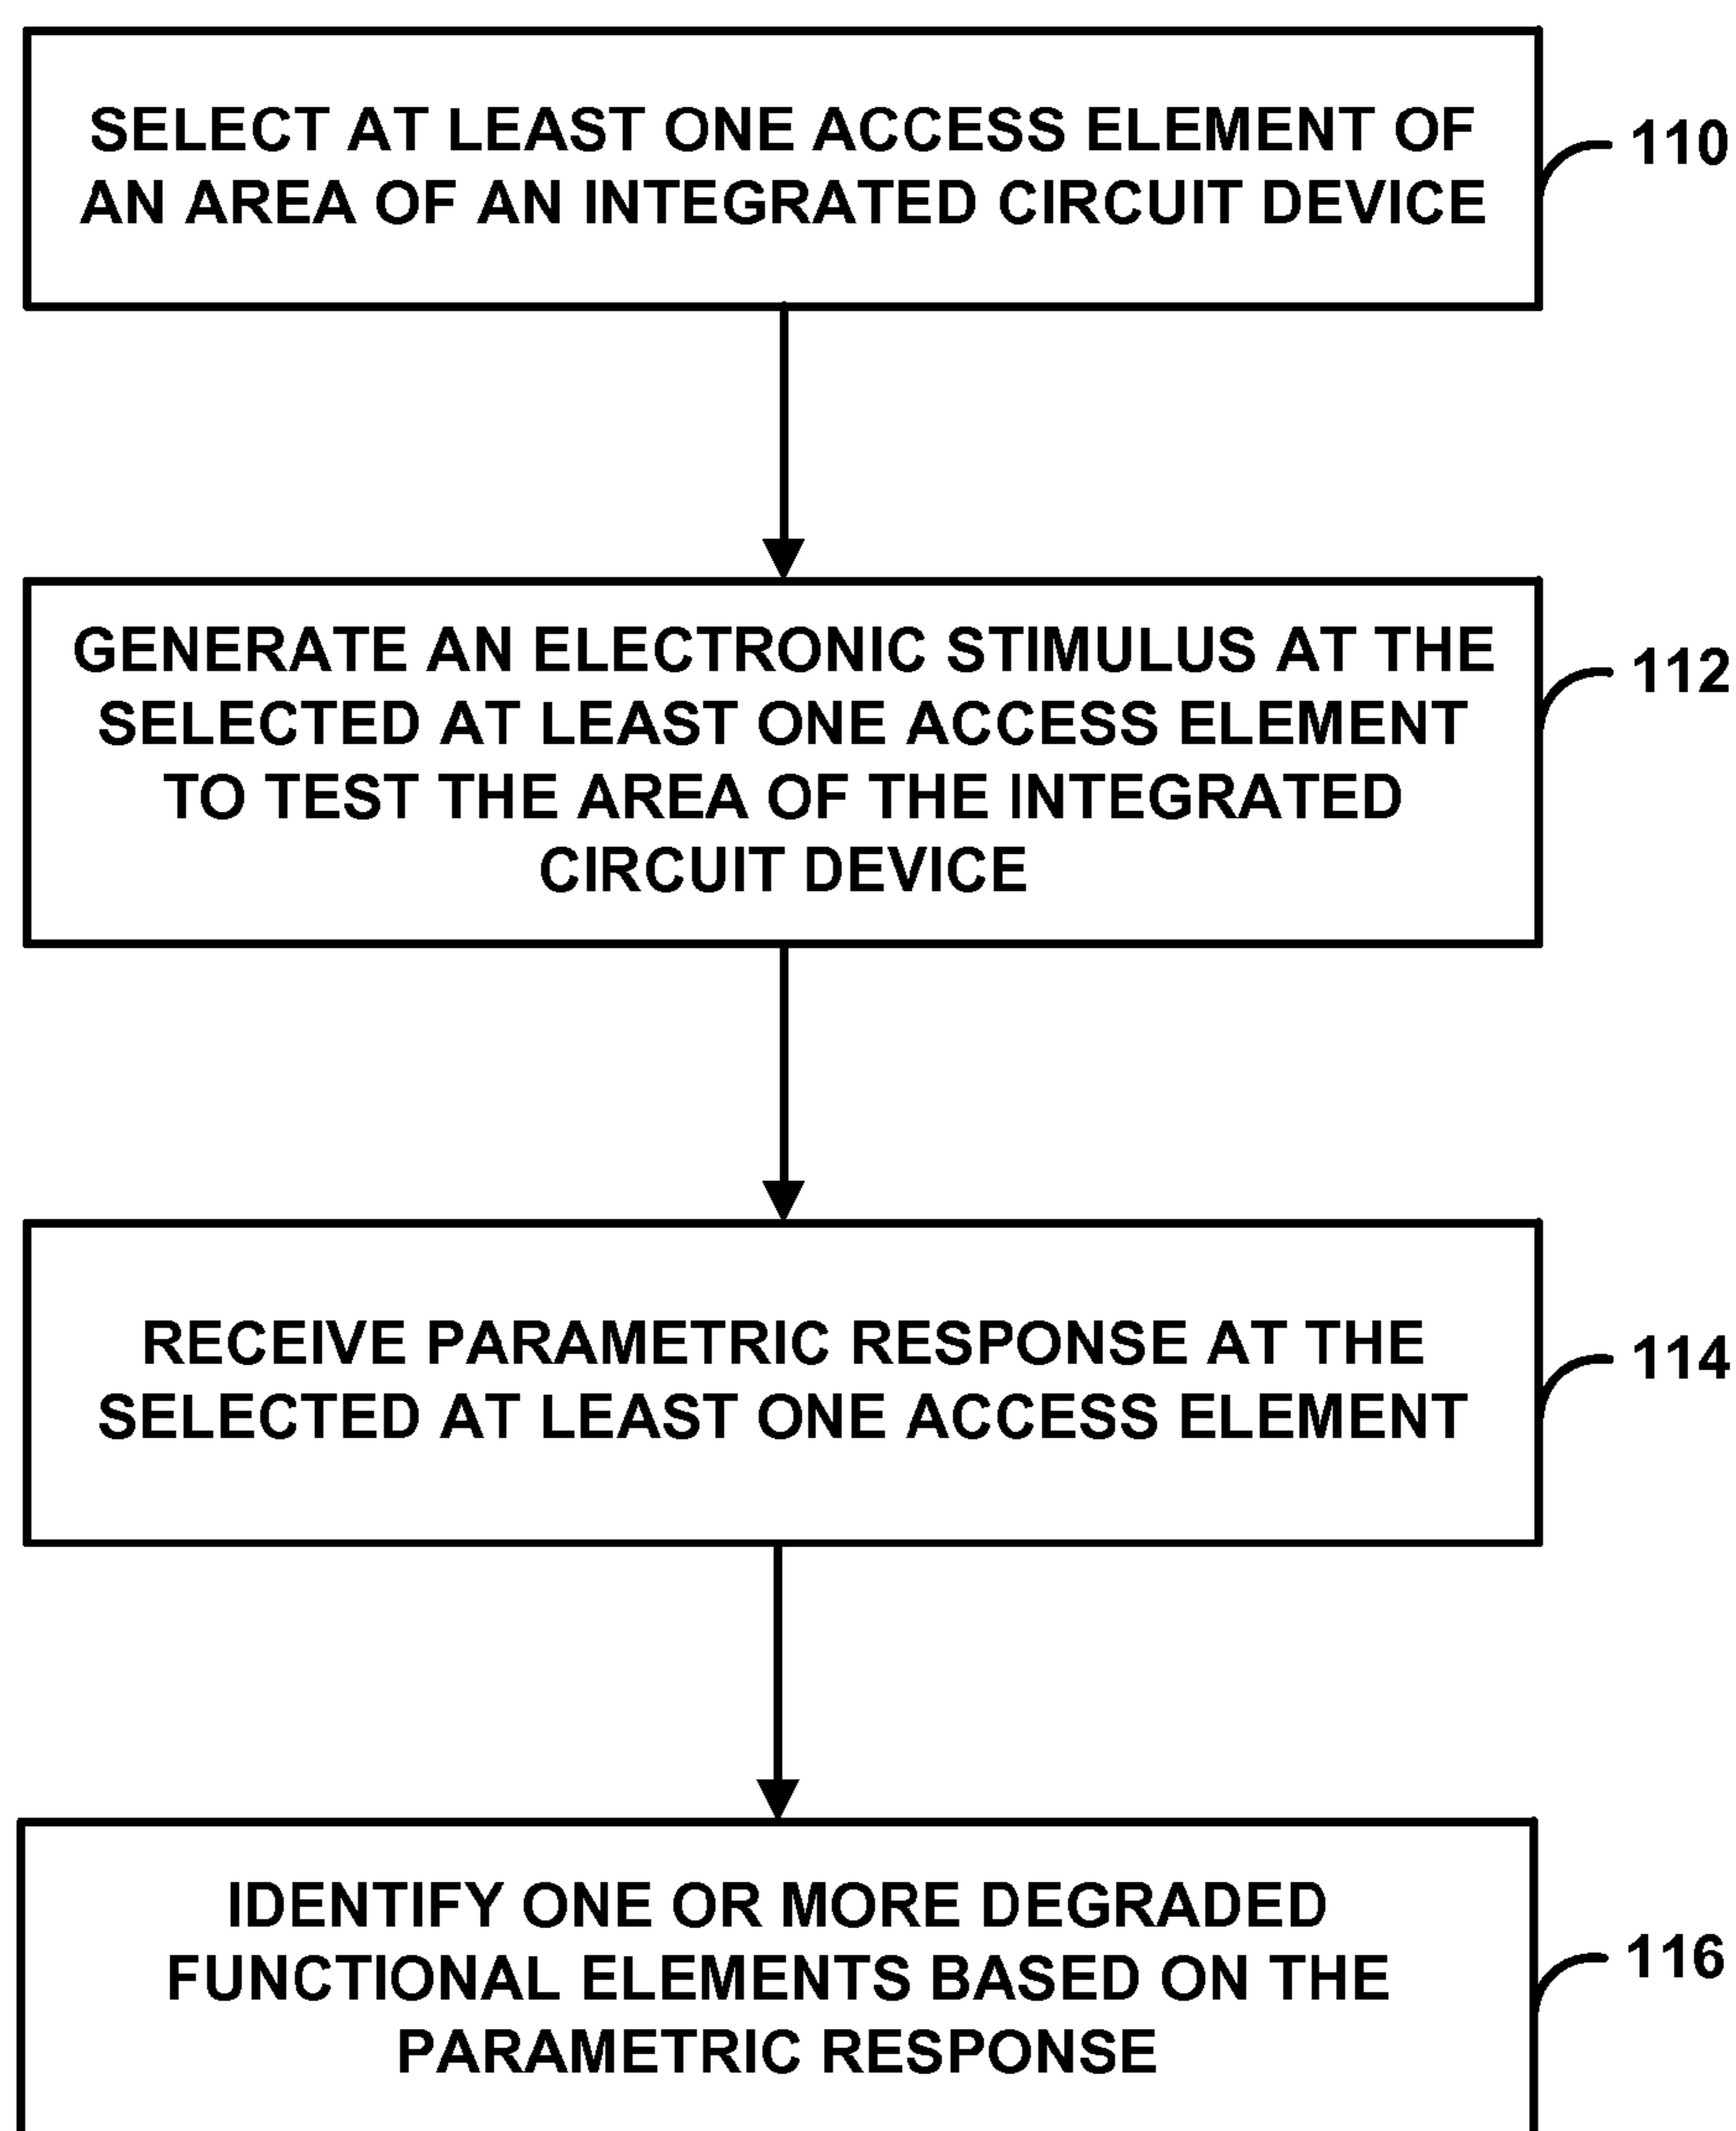 SELECT AT LEAST ONE ACCESS ELEMENT OF
AN AREA OF AN INTEGRATED CIRCUIT DEVICE
110
GENERATE AN ELECTRONIC STIMULUS AT THE
SELECTED AT LEAST ONE ACCESS ELEMENT
TO TEST THE AREA OF THE INTEGRATED
CIRCUIT DEVICE
112
RECEIVE PARAMETRIC RESPONSE AT THE
SELECTED AT LEAST ONE ACCESS ELEMENT
114
IDENTIFY ONE OR MORE DEGRADED
FUNCTIONAL ELEMENTS BASED ON THE
PARAMETRIC RESPONSE
116